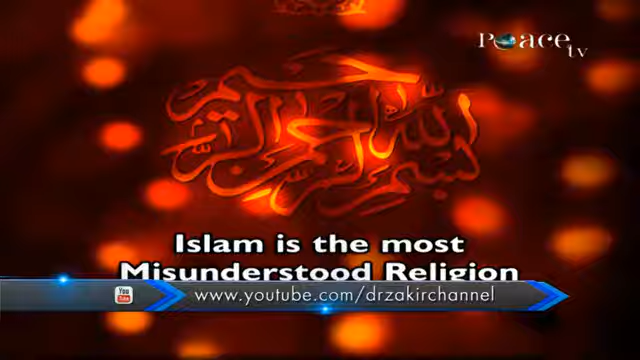 Peace tv
بسم الله الرحمن الرحيم
Islam is the most
Misunderstood Religion
You Tube
www.youtube.com/drzakirchannel